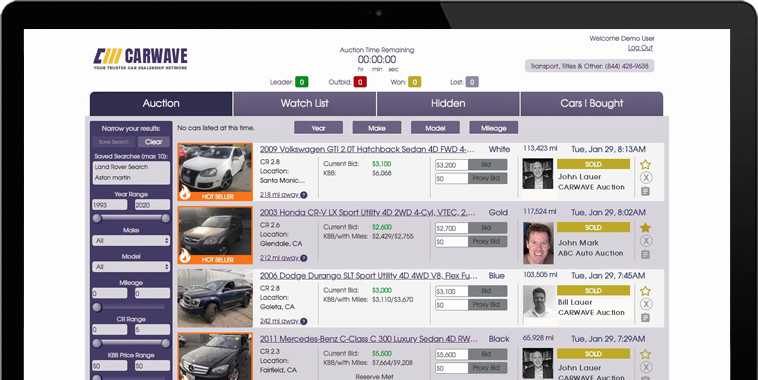 Welcome Demo User
Log Out
CARWAVE
YOUR TRUSTED CAR DEALERSHIP NETWORK
Auction Time Remaining
00:00:00
hr min sec
Transport, Titles & Other: (844) 428-9638
Leader: 0 Outbid: 0 Won: 0 Lost: 0
Auction Watch List Hidden Cars I Bought
Narrow your results:
Save Search Clear
Saved Searches (max 10):
Land Rover Search
Aston martin
Year Range
1993 2020
Make
All
Model
All
Mileage
0 0
CR Range
0 5
KBB Price Range
$0 $0
No cars listed at this time. Year Make Model Mileage
2009 Volkswagen GTI 2.0T Hatchback Sedan 4D FWD 4-... White 113,423 mi Tue, Jan 29, 8:13AM
CR 2.8 Current Bid: $3,100 $3,200 Bid SOLD
Location: KBB: $6,068 $0 Proxy Bid John Lauer
Santa Monic... CARWAVE Auction
HOT SELLER 218 mi away ?
2003 Honda CR-V LX Sport Utility 4D 2WD 4-Cyl, VTEC, 2.... Gold 117,524 mi Tue, Jan 29, 8:02AM
CR 2.6 Current Bid: $2,600 $2,700 Bid SOLD
Location: KBB/with Miles: $2,429/$2,755 $0 Proxy Bid John Mark
Glendale, CA ABC Auto Auction
HOT SELLER 212 mi away ?
2006 Dodge Durango SLT Sport Utility 4D 4WD V8, Flex Fu... Blue 103,505 mi Tue, Jan 29, 7:45AM
CR 2.8 Current Bid: $3,000 $3,100 Bid SOLD
Location: KBB/with Miles: $3,110/$3,670 $0 Proxy Bid Bill Lauer
Goleta, CA CARWAVE Auction
242 mi away ?
2011 Mercedes-Benz C-Class C 300 Luxury Sedan 4D RW... Black 65,928 mi Tue, Jan 29, 7:29AM
CR 2.3 Current Bid: $5,500 $5,600 Bid SOLD
Location: KBB/with Miles: $7,664/$9,208 $0 Proxy Bid John Lauer
Fairfield, CA CARWAVE Auction
Reserve Met